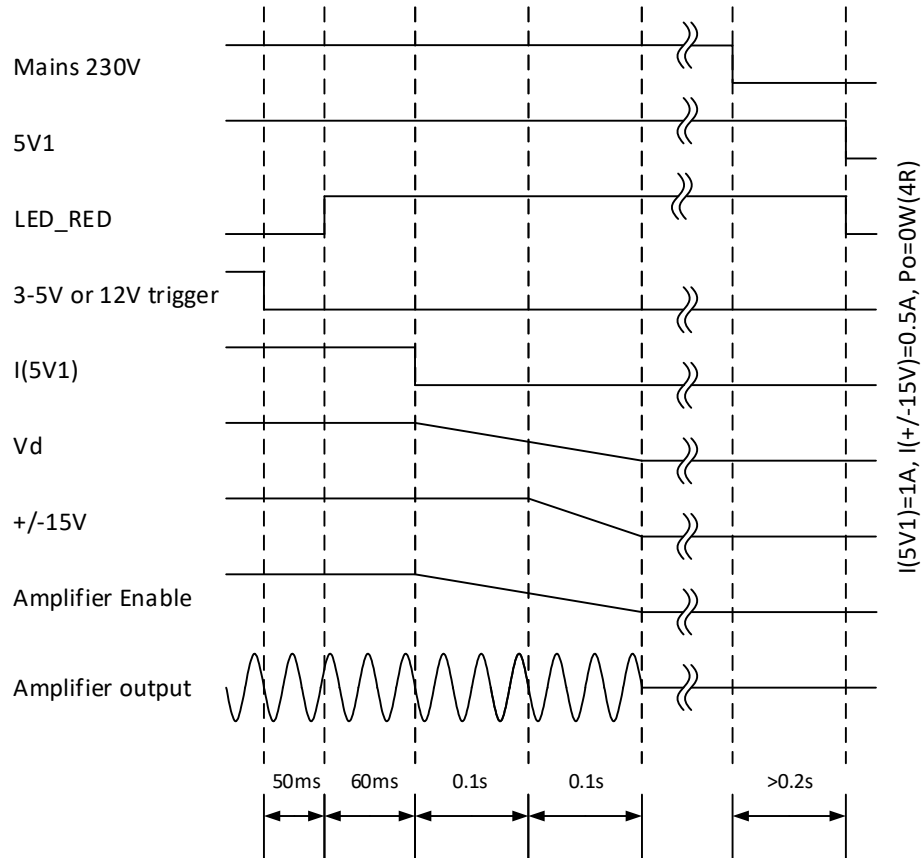 Mains 230V
5V1
LED_RED
3-5V or 12V trigger
I(5V1)
Vd
+/-15V
Amplifier Enable
Amplifier output
50ms
60ms
0.1s
0.1s
>0.2s
I(5V1)=1A, I(+/-15V)=0.5A, Po=0W(4R)